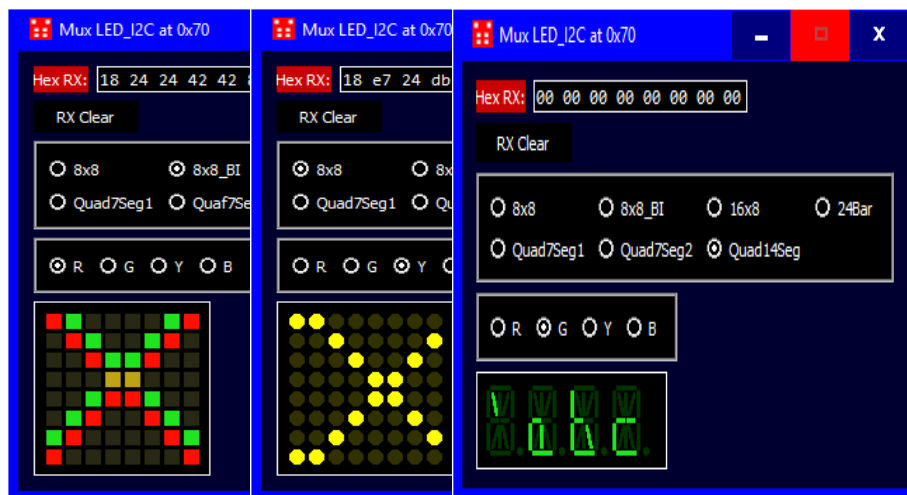 Mux LED_I2C at 0x70
Hex RX: 18 24 24 42 42
RX Clear
8x8 8x8_BI
Quad7Seg1 Quaf7Se
R G Y B
Mux LED_I2C at 0x70
Hex RX: 18 e7 24 db
RX Clear
8x8 8x
Quad7Seg1 Qu
R G Y
Mux LED_I2C at 0x70
Hex RX: 00 00 00 00 00 00 00 00
RX Clear
8x8 8x8_BI 16x8 24Bar
Quad7Seg1 Quad7Seg2 Quad14Seg
R G Y B